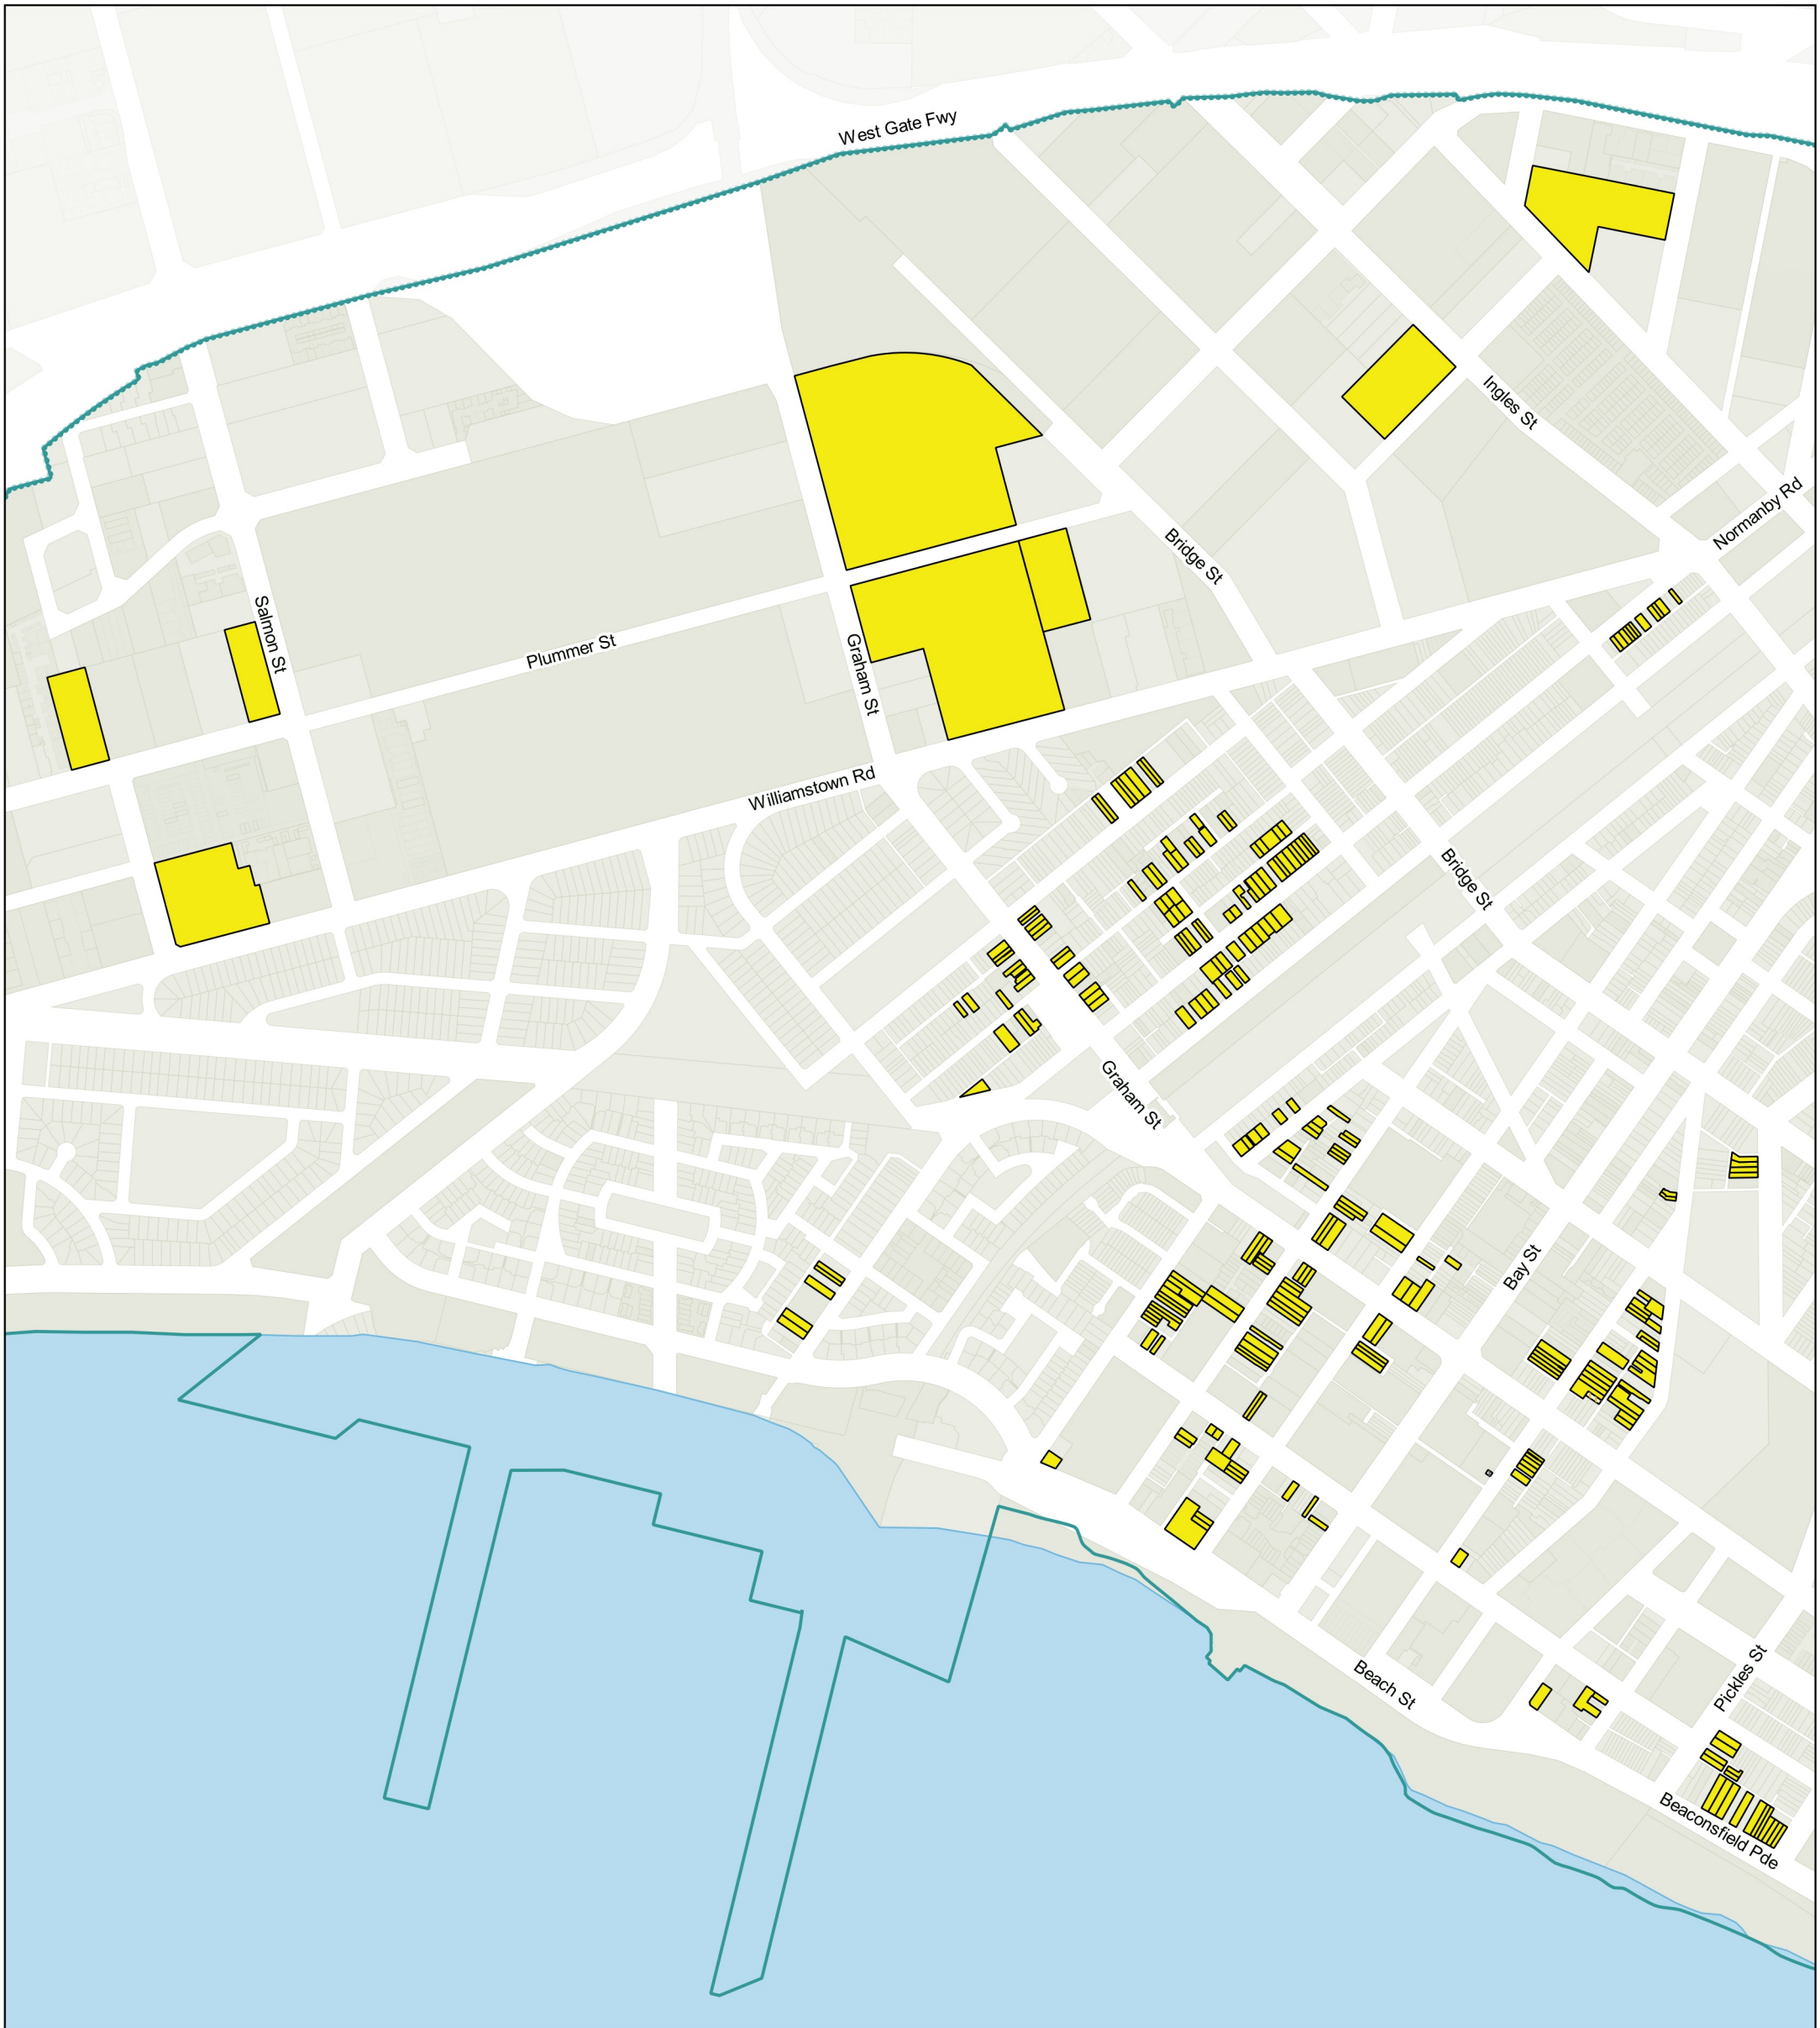 West Gate Fwy
Ingles St
Normanby Rd
Bridge St
Salmon St
Plummer St
Graham St
Williamstown Rd
Bridge St
Graham St
Bay St
Beach St
Pickles St
Beaconsfield Pde